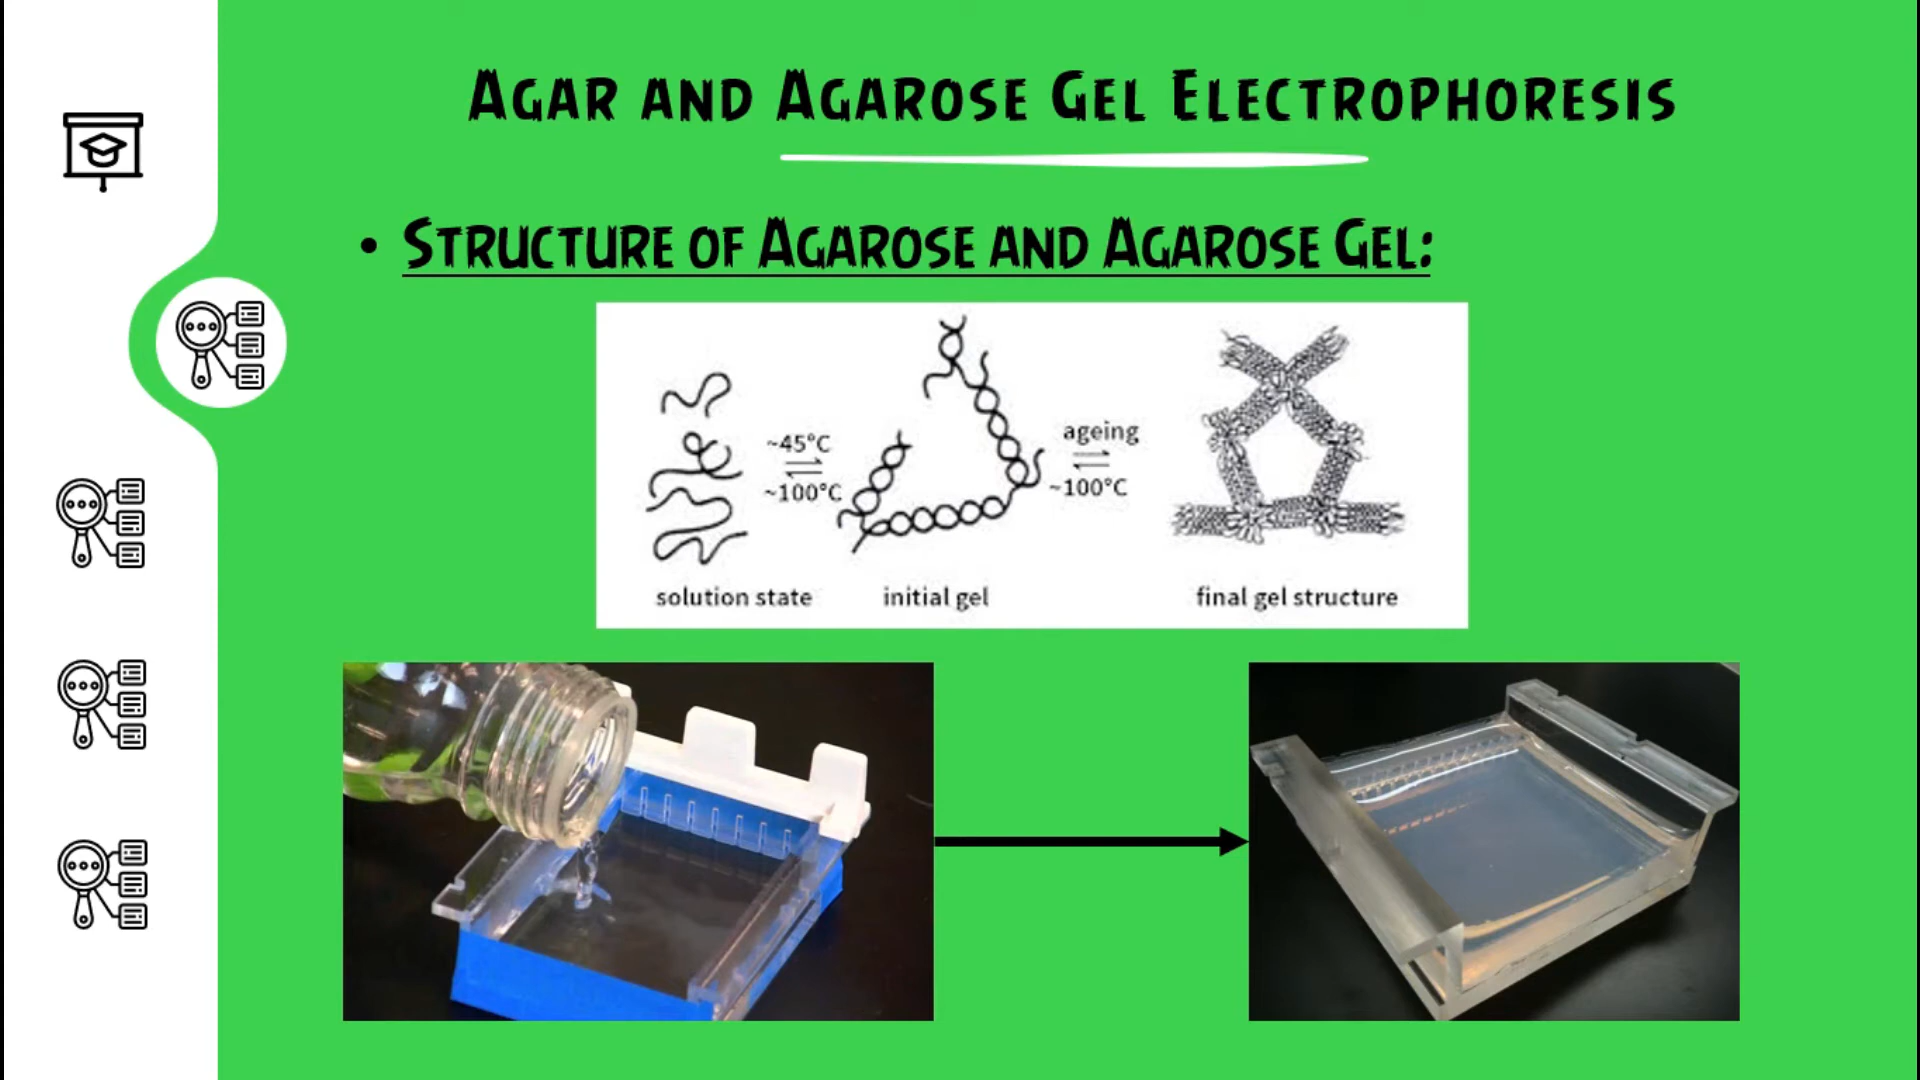 Agar and Agarose Gel Electrophoresis
• Structure of Agarose and Agarose Gel:
~45°C
~100°C
ageing
~100°C
solution state
initial gel
final gel structure